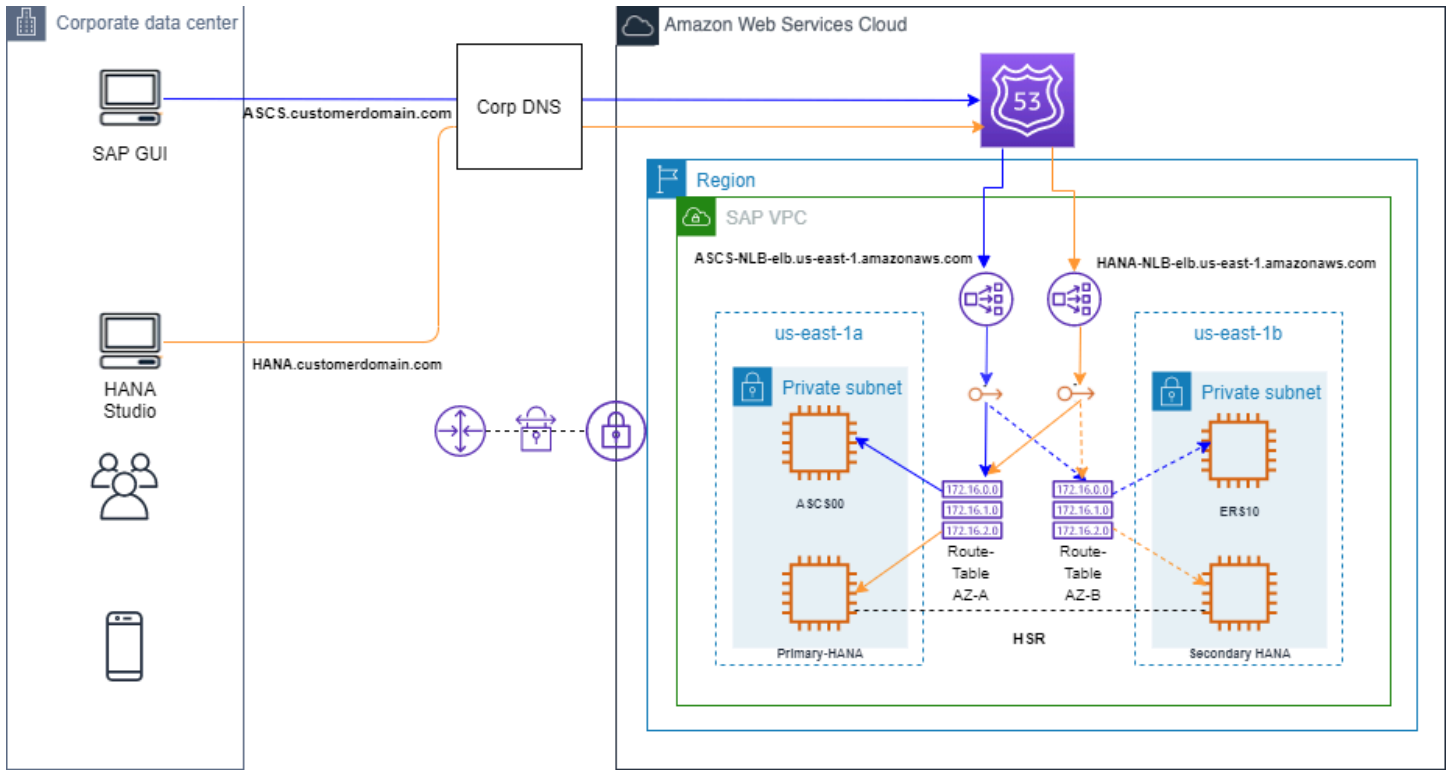 Corporate data center
Amazon Web Services Cloud
ASCS.customerdomain.com
Corp DNS
53
SAP GUI
Region
SAP VPC
ASCS-NLB-elb.us-east-1.amazonaws.com
HANA-NLB-elb.us-east-1.amazonaws.com
us-east-1a
us-east-1b
HANA.customerdomain.com
HANA
Studio
Private subnet
Private subnet
ASCS00
172.16.0.0
172.16.1.0
172.16.2.0
172.16.0.0
172.16.1.0
172.16.2.0
ERS10
Route-
Table
AZ-A
Route-
Table
AZ-B
HSR
Primary-HANA
Secondary HANA